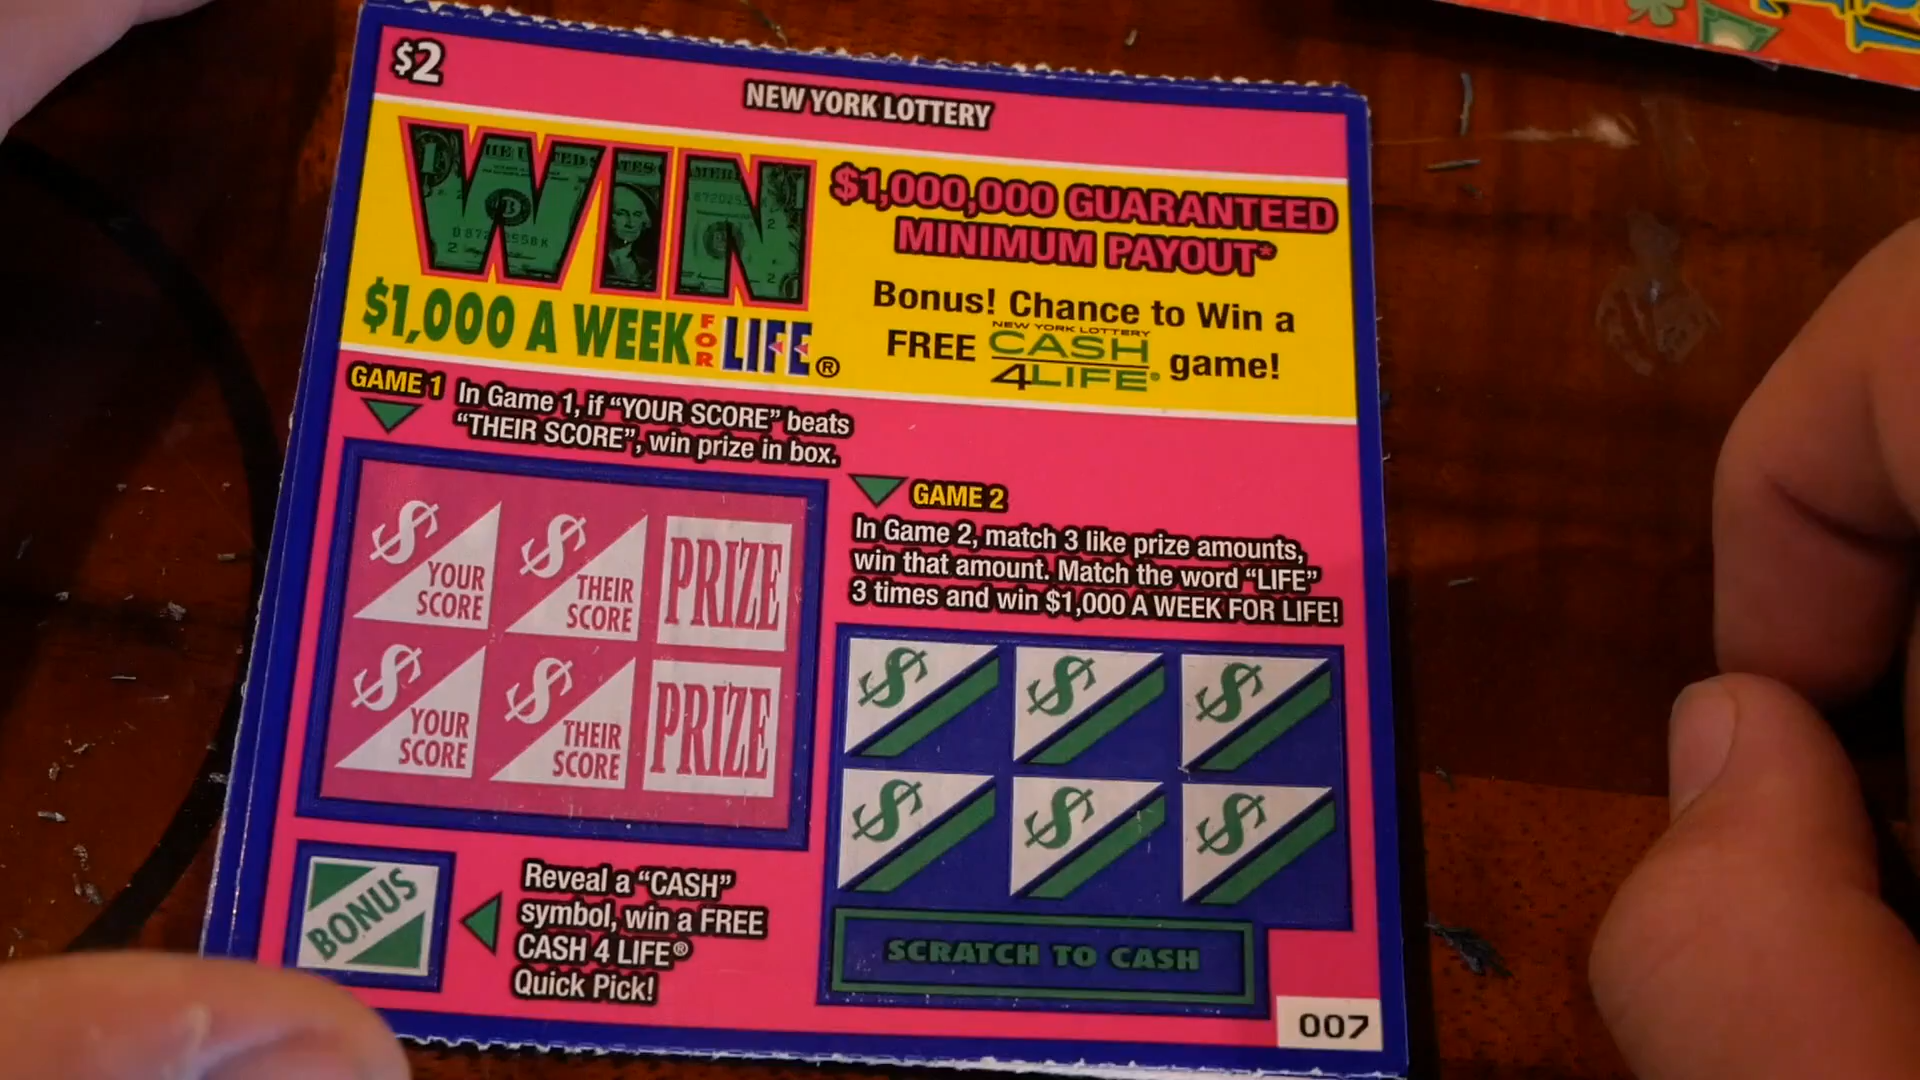 $2
NEW YORK LOTTERY
WIN
$1,000 A WEEK FOR LIFE®
$1,000,000 GUARANTEED
MINIMUM PAYOUT*
Bonus! Chance to Win a
FREE NEW YORK LOTTERY CASH 4LIFE® game!
GAME 1
In Game 1, if "YOUR SCORE" beats
"THEIR SCORE", win prize in box.
$ YOUR SCORE $ THEIR SCORE PRIZE
$ YOUR SCORE $ THEIR SCORE PRIZE
GAME 2
In Game 2, match 3 like prize amounts,
win that amount. Match the word "LIFE"
3 times and win $1,000 A WEEK FOR LIFE!
$ $ $
$ $ $
BONUS
Reveal a "CASH"
symbol, win a FREE
CASH 4 LIFE®
Quick Pick!
SCRATCH TO CASH
007